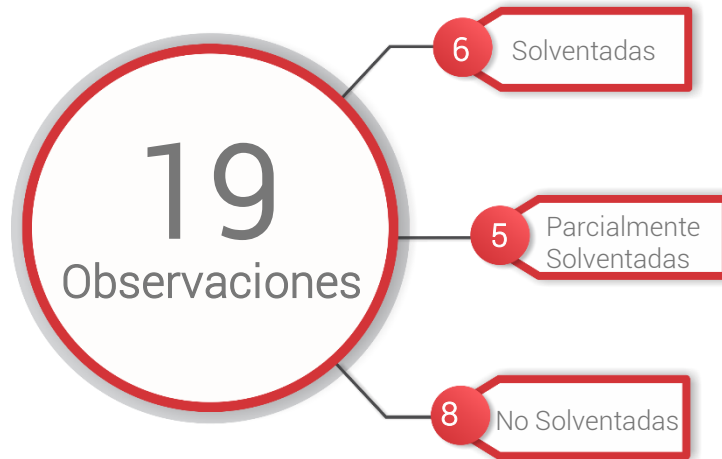 19
Observaciones
6
Solventadas
5
Parcialmente
Solventadas
8
No Solventadas